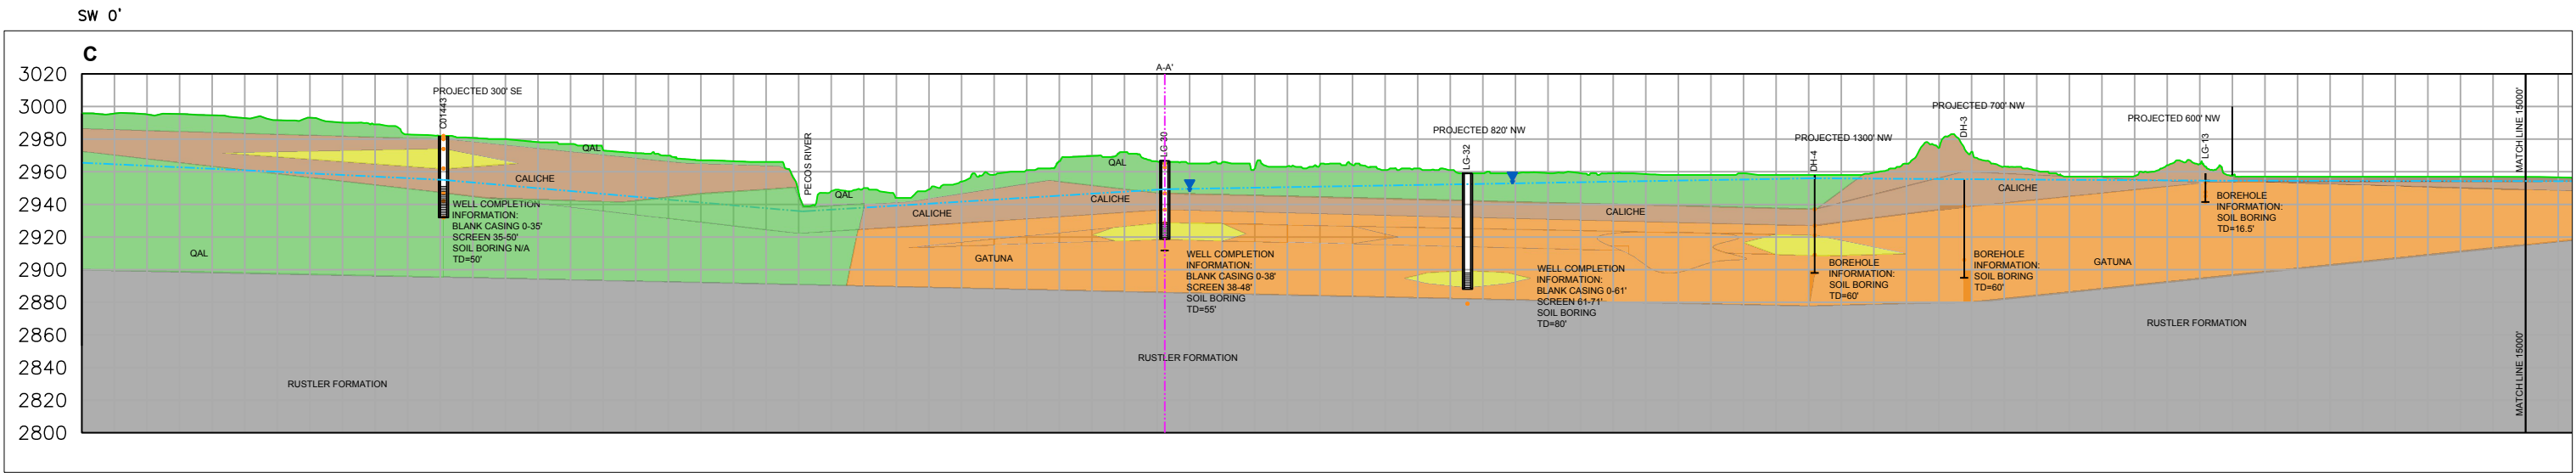 SW 0'
C
3020
3000
2980
2960
2940
2920
2900
2880
2860
2840
2820
2800
PROJECTED 300' SE
C01443
QAL
CALICHE
WELL COMPLETION
INFORMATION:
BLANK CASING 0-35'
SCREEN 35-50'
SOIL BORING N/A
TD=50'
QAL
RUSTLER FORMATION
PECOS RIVER
QAL
CALICHE
GATUNA
A-A'
QAL
LG-30
CALICHE
WELL COMPLETION
INFORMATION:
BLANK CASING 0-38'
SCREEN 38-48'
SOIL BORING
TD=55'
RUSTLER FORMATION
PROJECTED 820' NW
LG-32
WELL COMPLETION
INFORMATION:
BLANK CASING 0-61'
SCREEN 61-71'
SOIL BORING
TD=80'
CALICHE
PROJECTED 1300' NW
DH-4
BOREHOLE
INFORMATION:
SOIL BORING
TD=60'
PROJECTED 700' NW
DH-3
CALICHE
BOREHOLE
INFORMATION:
SOIL BORING
TD=60'
GATUNA
PROJECTED 600' NW
LG-13
BOREHOLE
INFORMATION:
SOIL BORING
TD=16.5'
RUSTLER FORMATION
MATCH LINE 15000'
MATCH LINE 15000'